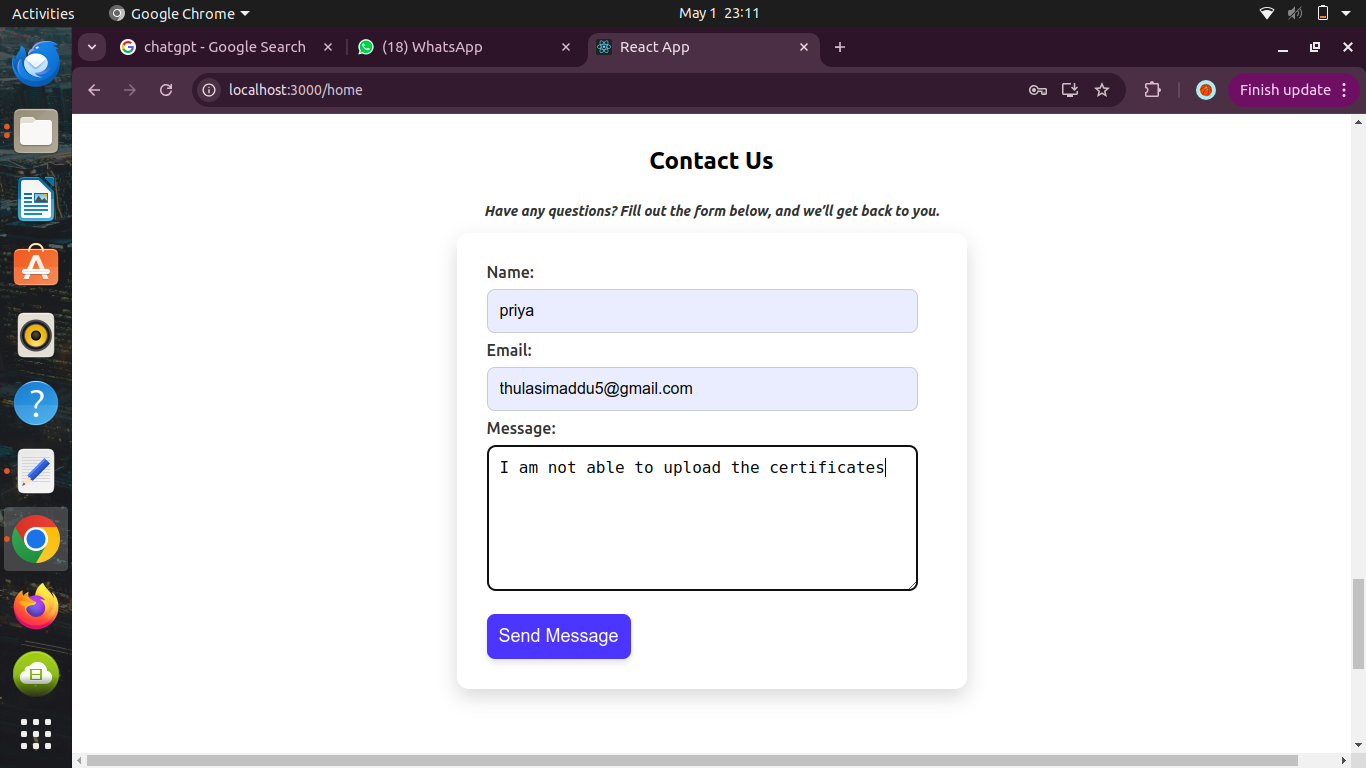 Activities
Google Chrome
May 1 23:11
chatgpt - Google Search
(18) WhatsApp
React App
localhost:3000/home
Finish update
Contact Us
Have any questions? Fill out the form below, and we’ll get back to you.
Name:
priya
Email:
thulasimaddu5@gmail.com
Message:
I am not able to upload the certificates
Send Message